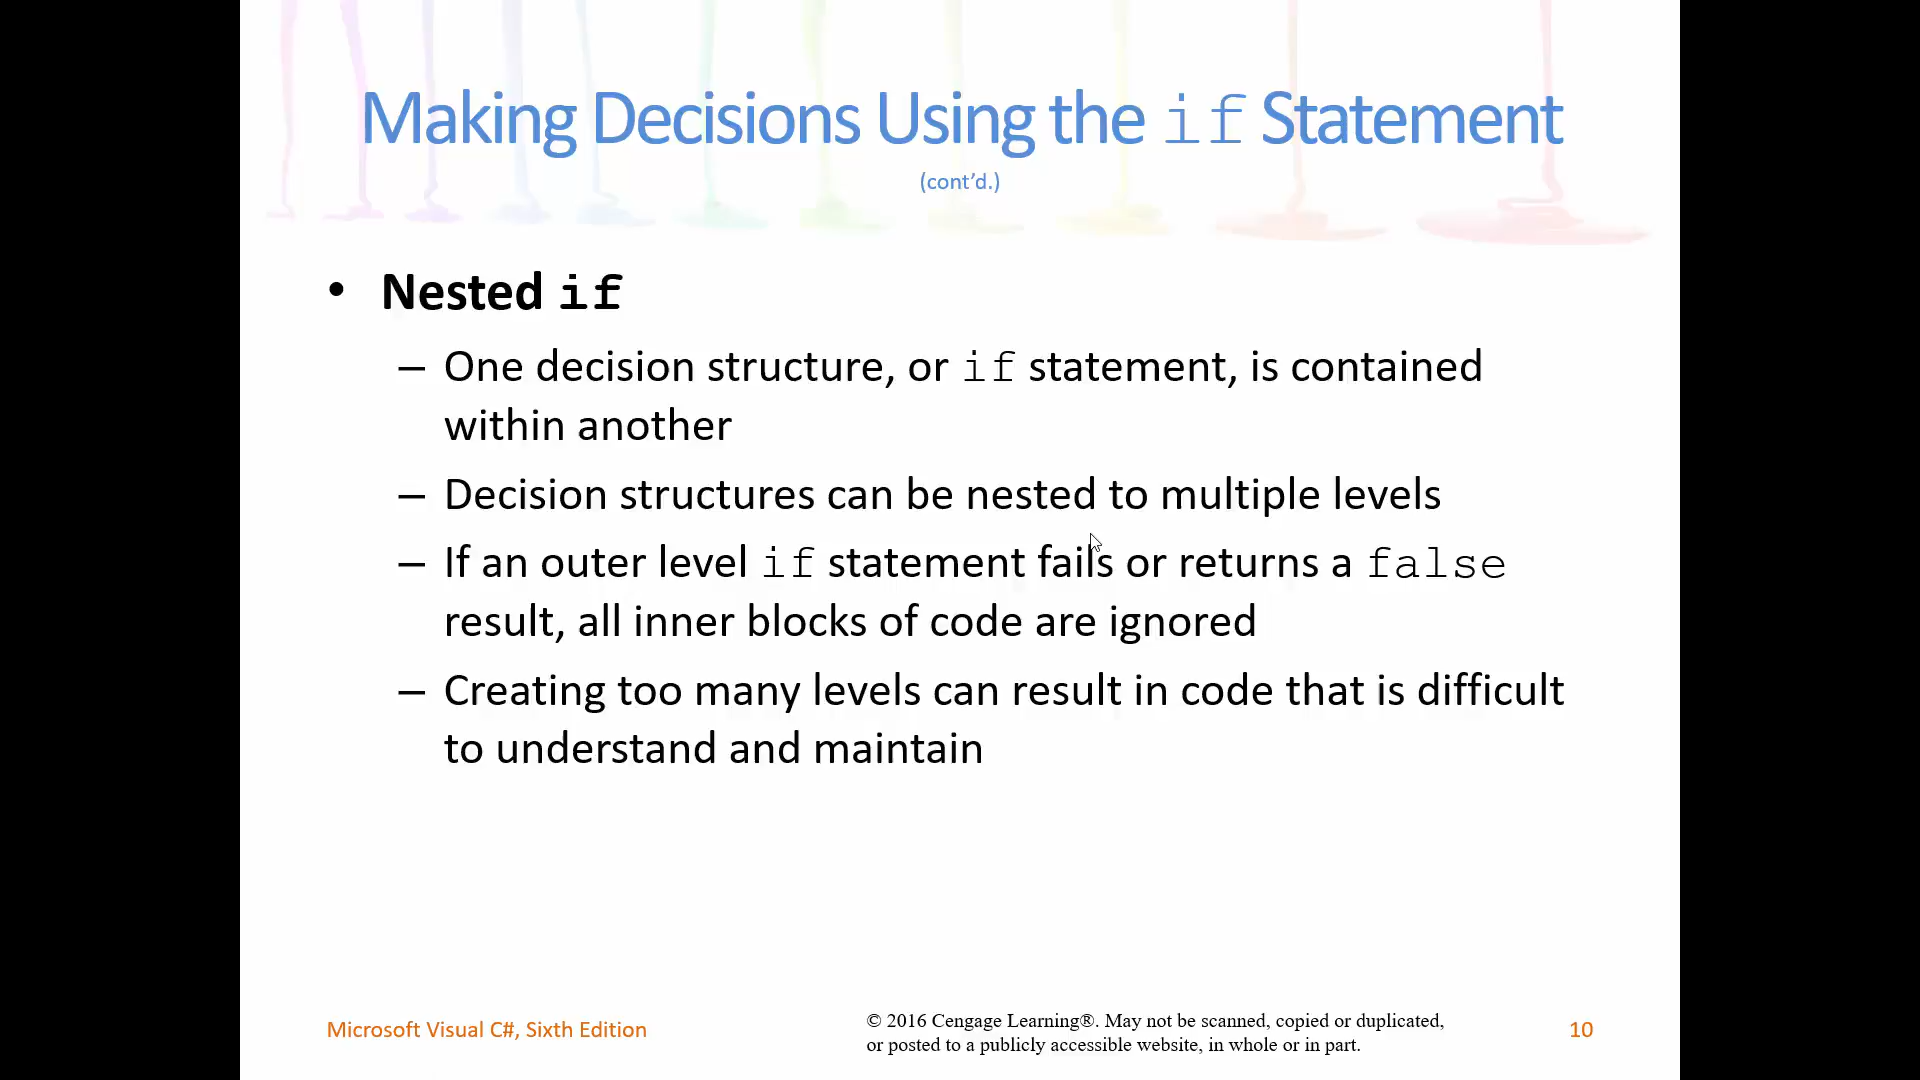 Making Decisions Using the if Statement
(cont’d.)
• Nested if
– One decision structure, or if statement, is contained
within another
– Decision structures can be nested to multiple levels
– If an outer level if statement fails or returns a false
result, all inner blocks of code are ignored
– Creating too many levels can result in code that is difficult
to understand and maintain
Microsoft Visual C#, Sixth Edition
© 2016 Cengage Learning®. May not be scanned, copied or duplicated,
or posted to a publicly accessible website, in whole or in part.
10